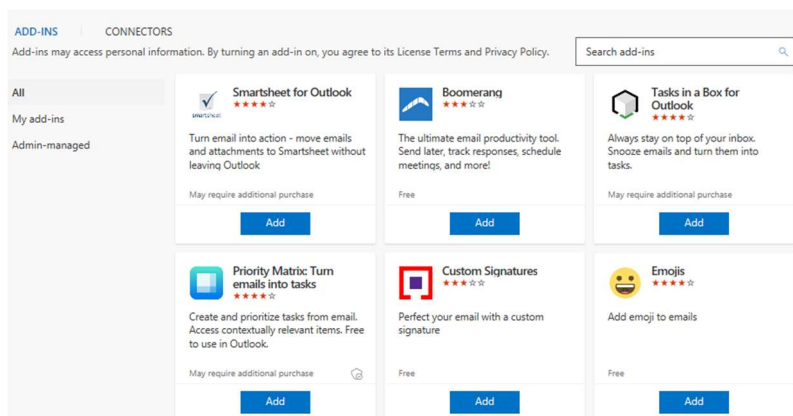 ADD-INS CONNECTORS
Add-ins may access personal information. By turning an add-in on, you agree to its License Terms and Privacy Policy.
Search add-ins
All
My add-ins
Admin-managed
smartsheet
Smartsheet for Outlook
Turn email into action - move emails
and attachments to Smartsheet without
leaving Outlook
May require additional purchase
Add
Boomerang
The ultimate email productivity tool.
Send later, track responses, schedule
meetings, and more!
Free
Add
Tasks in a Box for
Outlook
Always stay on top of your inbox.
Snooze emails and turn them into
tasks.
May require additional purchase
Add
Priority Matrix: Turn
emails into tasks
Create and prioritize tasks from email.
Access contextually relevant items. Free
to use in Outlook.
May require additional purchase
Add
Custom Signatures
Perfect your email with a custom
signature
Free
Add
Emojis
Add emoji to emails
Free
Add